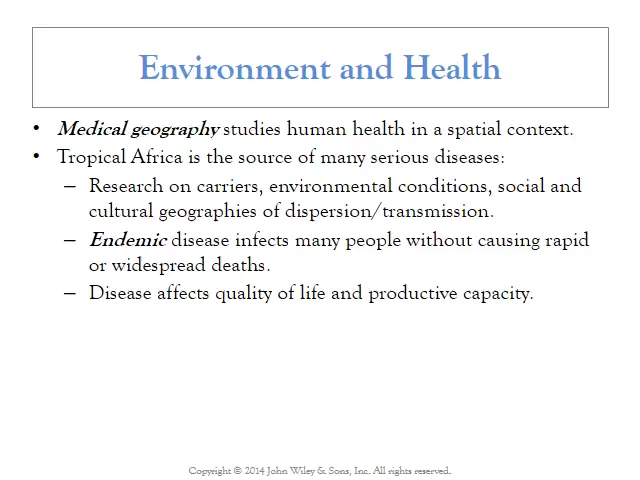 Environment and Health
• Medical geography studies human health in a spatial context.
• Tropical Africa is the source of many serious diseases:
– Research on carriers, environmental conditions, social and
cultural geographies of dispersion/transmission.
– Endemic disease infects many people without causing rapid
or widespread deaths.
– Disease affects quality of life and productive capacity.
Copyright © 2014 John Wiley & Sons, Inc. All rights reserved.